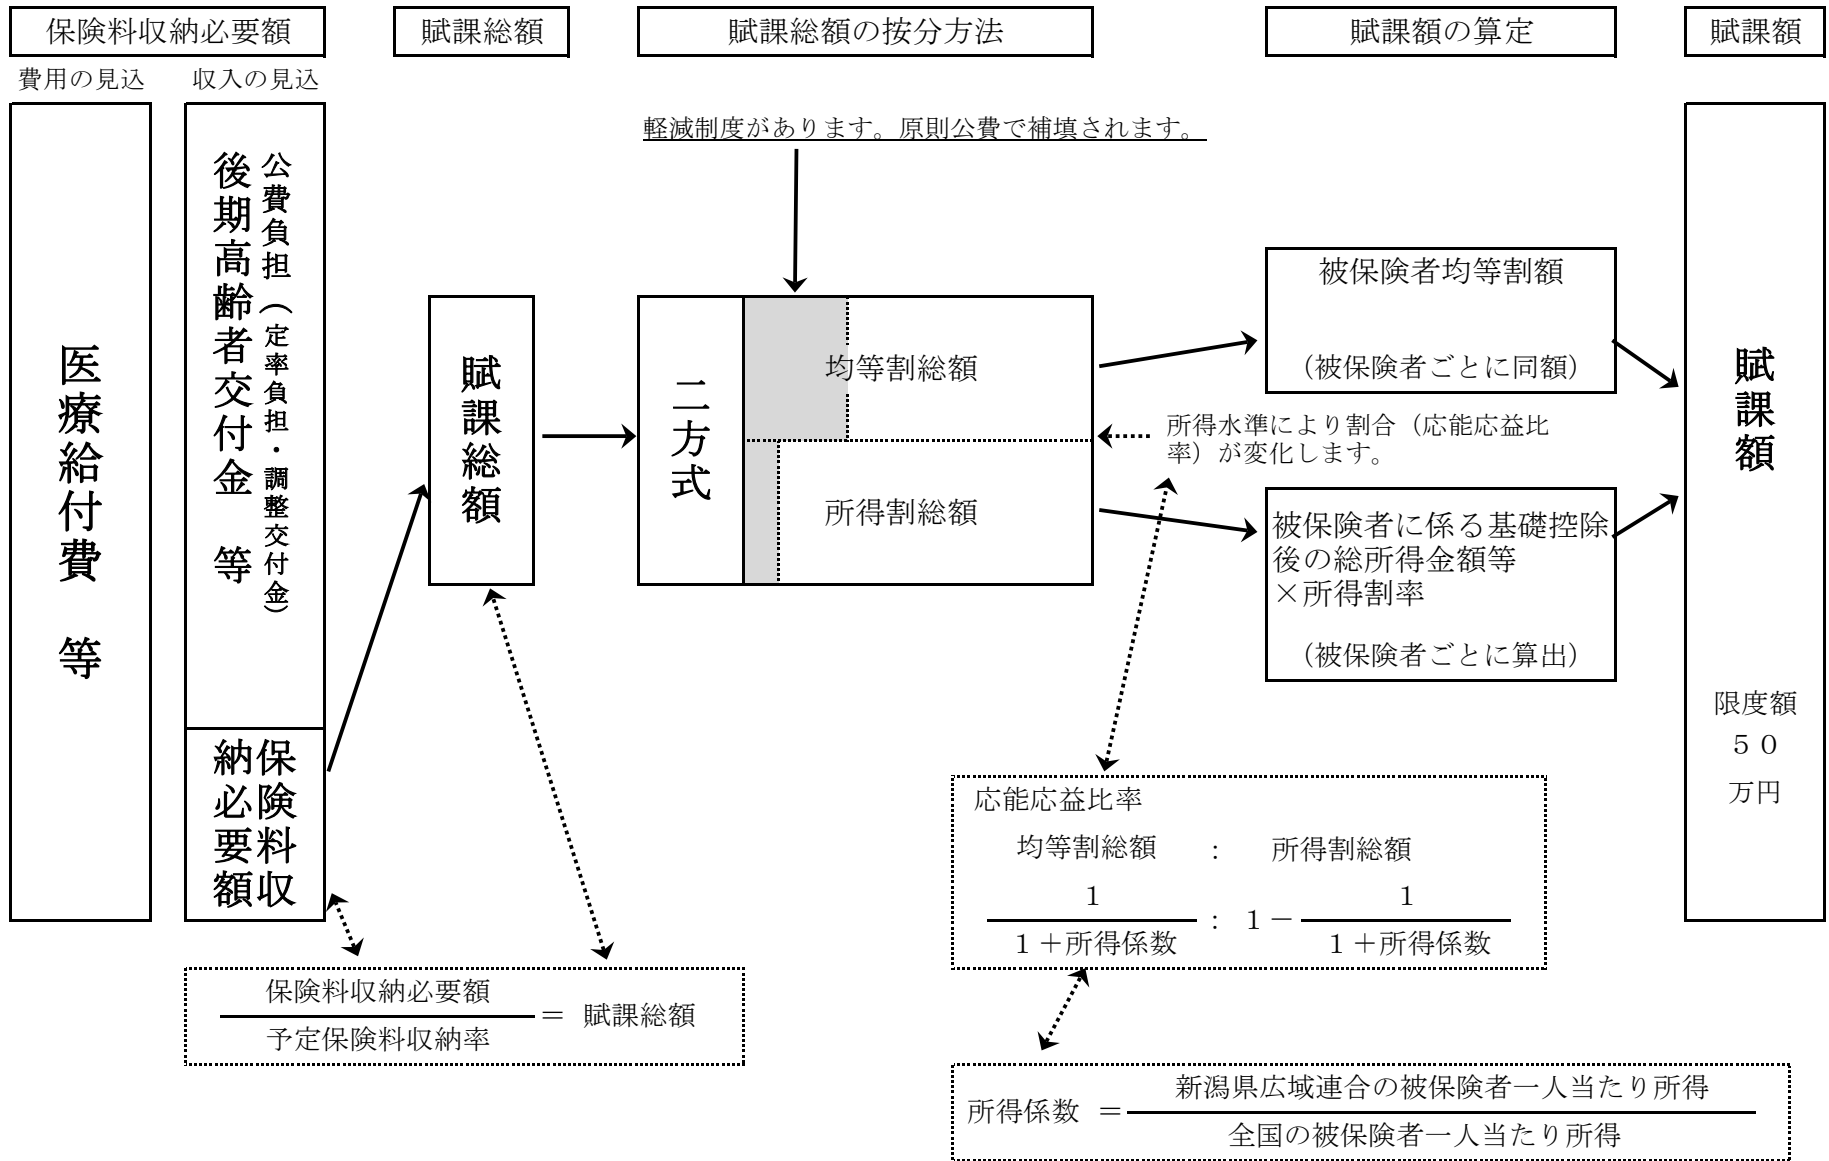 保険料収納必要額
賦課総額
賦課総額の按分方法
賦課額の算定
賦課額
費用の見込
収入の見込
医療給付費　等
公費負担（定率負担・調整交付金）
後期高齢者交付金　等
保険料収
納必要額
賦課総額
軽減制度があります。原則公費で補填されます。
二方式
均等割総額
所得割総額
被保険者均等割額
（被保険者ごとに同額）
所得水準により割合（応能応益比
率）が変化します。
被保険者に係る基礎控除
後の総所得金額等
×所得割率
（被保険者ごとに算出）
賦課額
限度額
５０
万円
応能応益比率
均等割総額　：　所得割総額
１　　１
：　１－
１＋所得係数　　１＋所得係数
保険料収納必要額
＝　賦課総額
予定保険料収納率
新潟県広域連合の被保険者一人当たり所得
所得係数　＝
全国の被保険者一人当たり所得